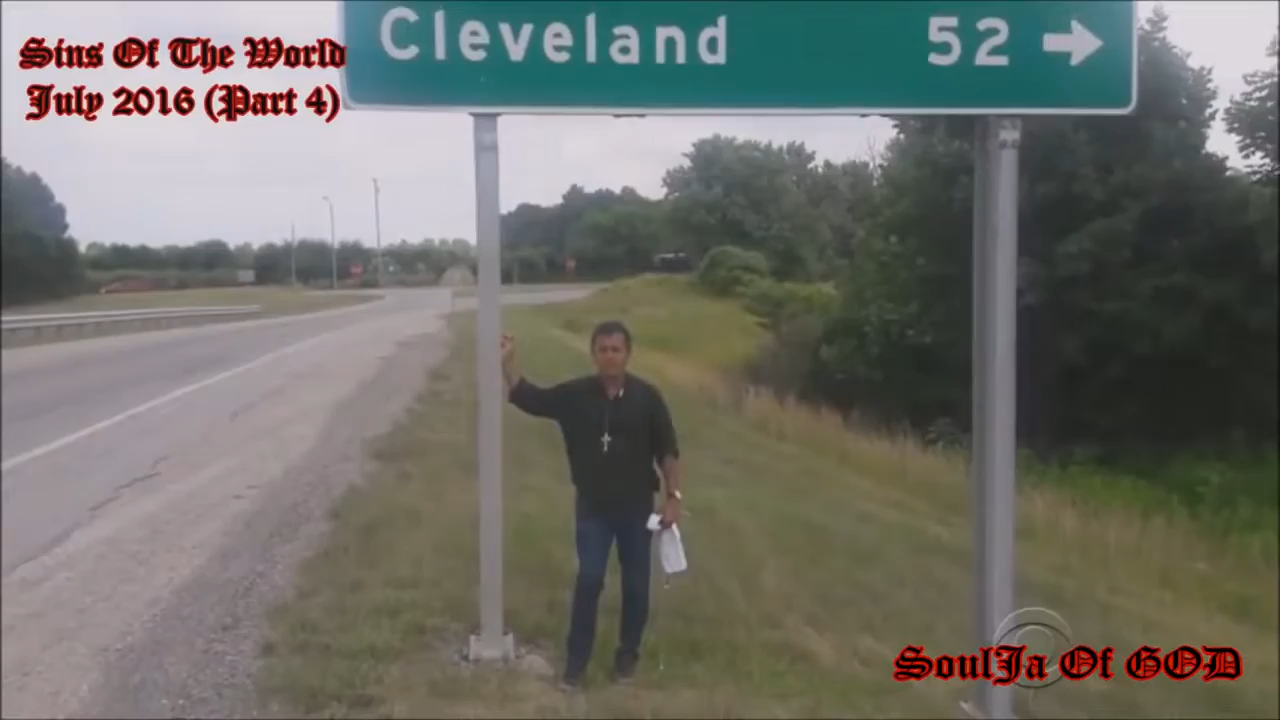 Sins Of The World
July 2016 (Part 4)
Cleveland 52 →
SoulJa Of GOD